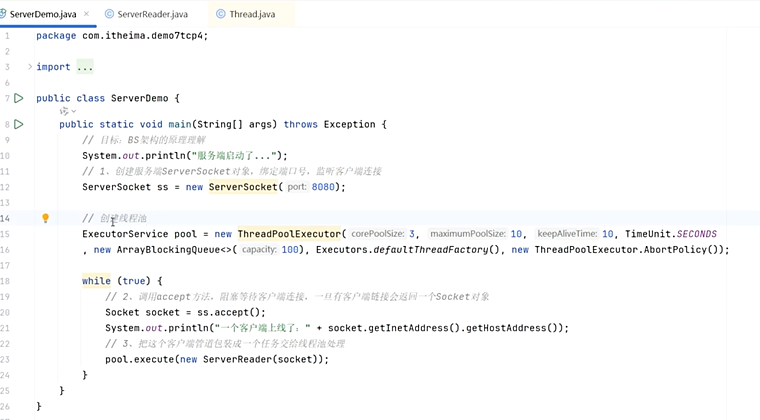 ServerDemo.java × ServerReader.java Thread.java
1 package com.itheima.demo7tcp4;
2
3 import ...
6
7 public class ServerDemo {
8 public static void main(String[] args) throws Exception {
9 // 目标：BS架构的原理理解
10 System.out.println("服务端启动了...");
11 // 1、创建服务端ServerSocket对象，绑定端口号，监听客户端连接
12 ServerSocket ss = new ServerSocket( port: 8080);
13
14 // 创建线程池
15 ExecutorService pool = new ThreadPoolExecutor( corePoolSize: 3, maximumPoolSize: 10, keepAliveTime: 10, TimeUnit.SECONDS
16 , new ArrayBlockingQueue<>( capacity: 100), Executors.defaultThreadFactory(), new ThreadPoolExecutor.AbortPolicy());
17
18 while (true) {
19 // 2、调用accept方法，阻塞等待客户端连接，一旦有客户端链接会返回一个Socket对象
20 Socket socket = ss.accept();
21 System.out.println("一个客户端上线了：" + socket.getInetAddress().getHostAddress());
22 // 3、把这个客户端管道包装成一个任务交给线程池处理
23 pool.execute(new ServerReader(socket));
24 }
25 }
26 }